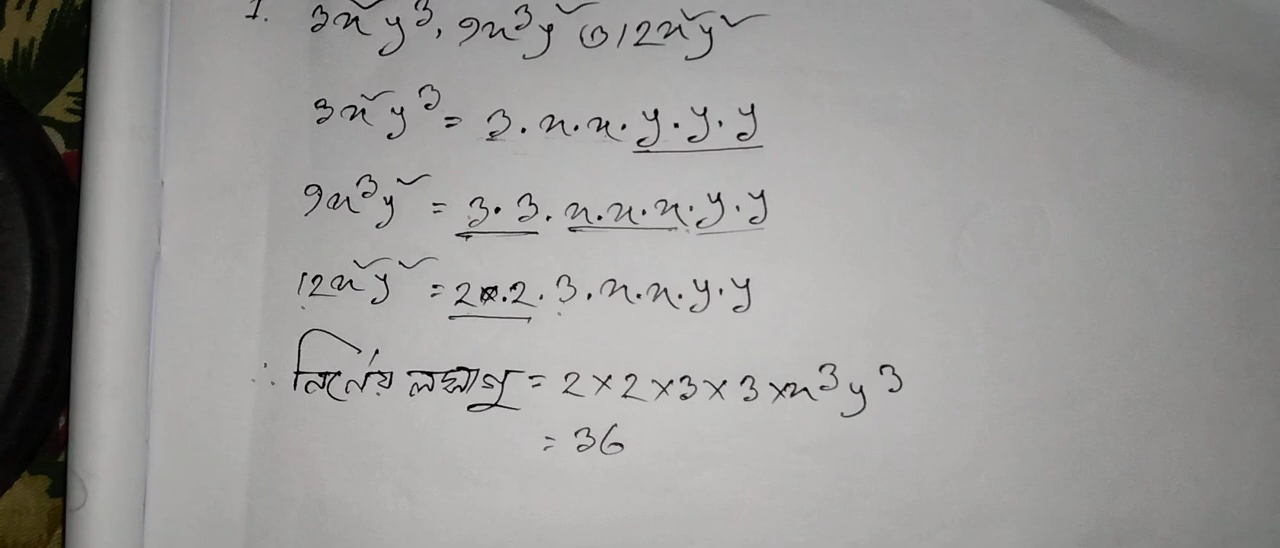 1. 3x²y³, 9x³y² ও 12x²y²
3x²y³ = 3.x.x.y.y.y
9x³y² = 3.3.x.x.x.y.y
12x²y² = 2.2.3.x.x.y.y
∴ নির্ণেয় লসাগু = 2×2×3×3×x³y³
= 36